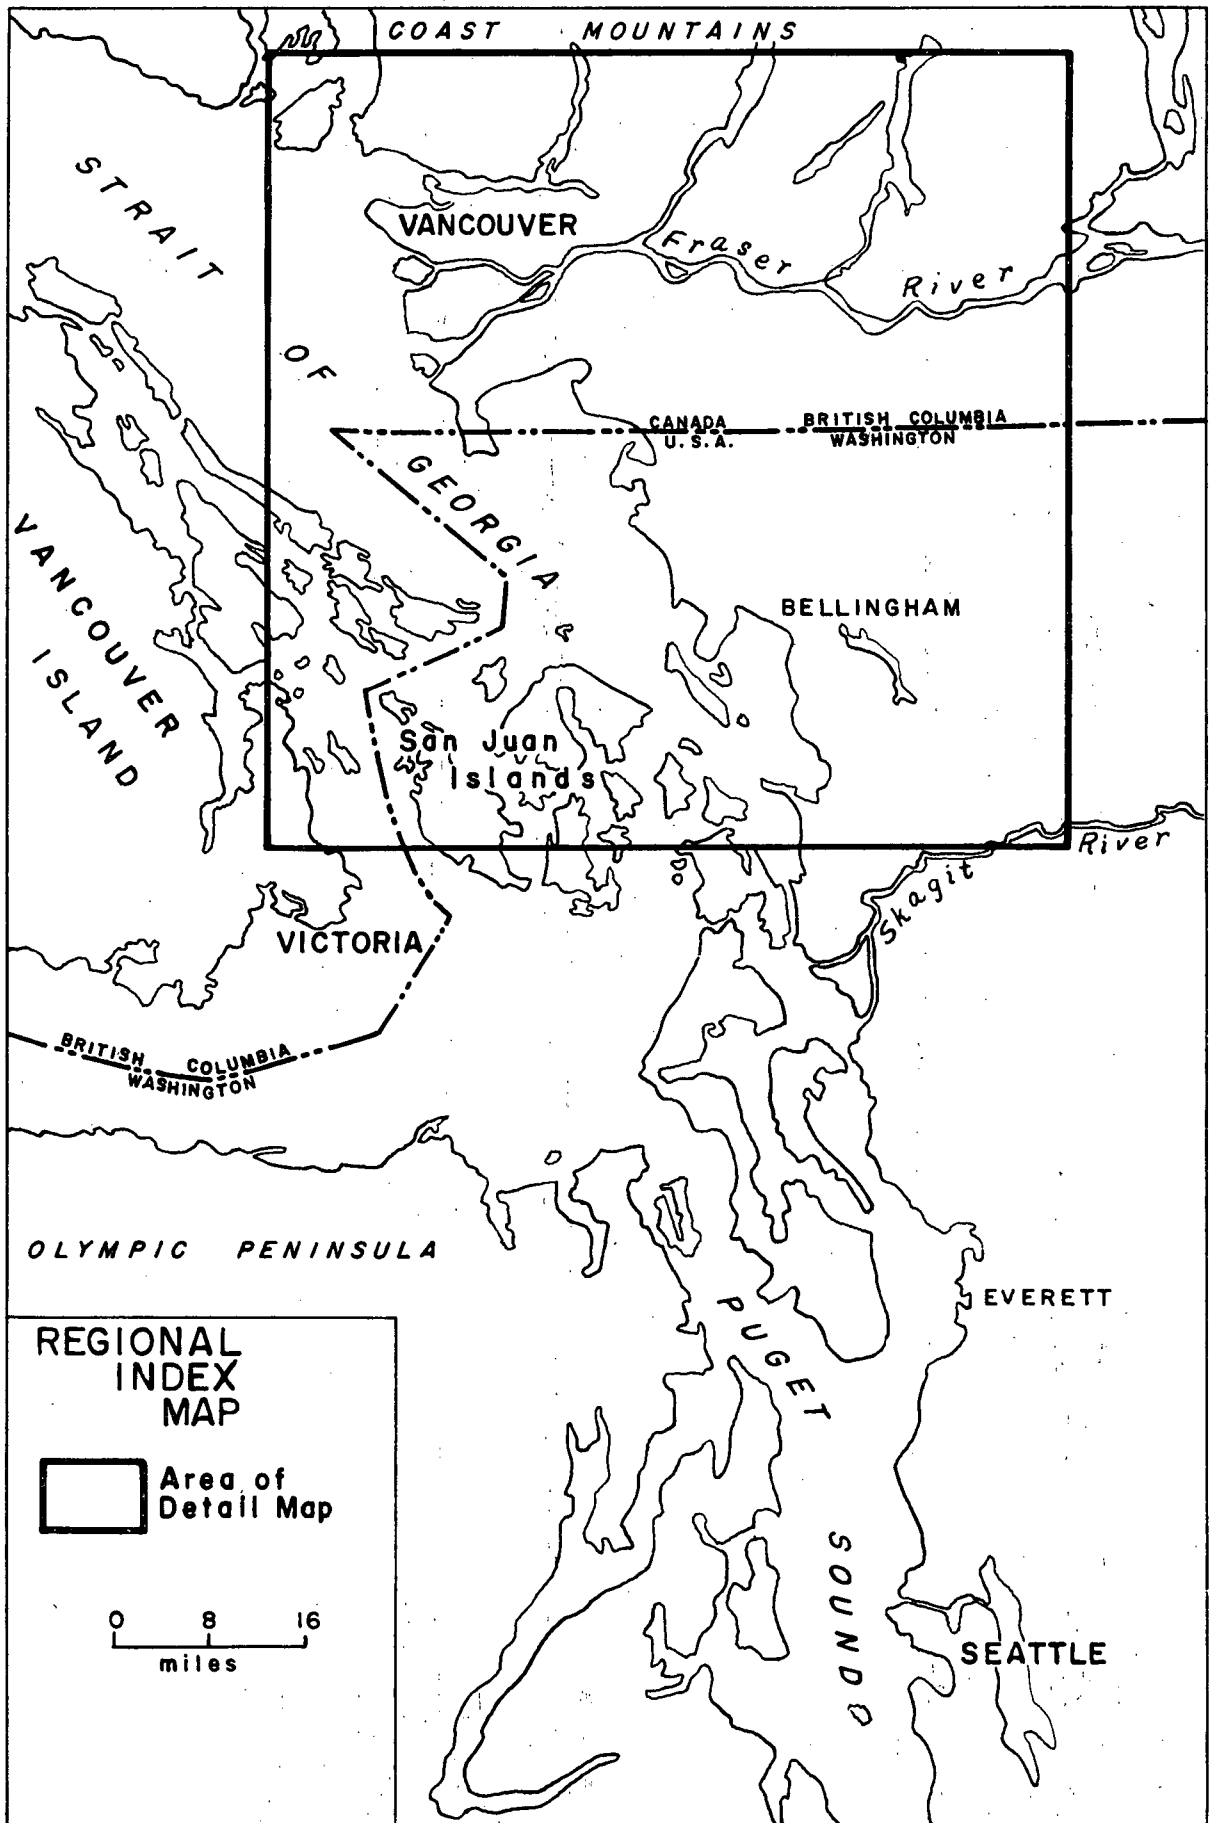 COAST MOUNTAINS
STRAIT
OF
GEORGIA
VANCOUVER
Fraser
River
CANADA
U.S.A.
BRITISH COLUMBIA
WASHINGTON
VANCOUVER
ISLAND
BELLINGHAM
San Juan
Islands
River
Skagit
VICTORIA
BRITISH COLUMBIA
WASHINGTON
OLYMPIC PENINSULA
EVERETT
PUGET
SOUND
SEATTLE
REGIONAL
INDEX
MAP
Area of
Detail Map
0 8 16
miles